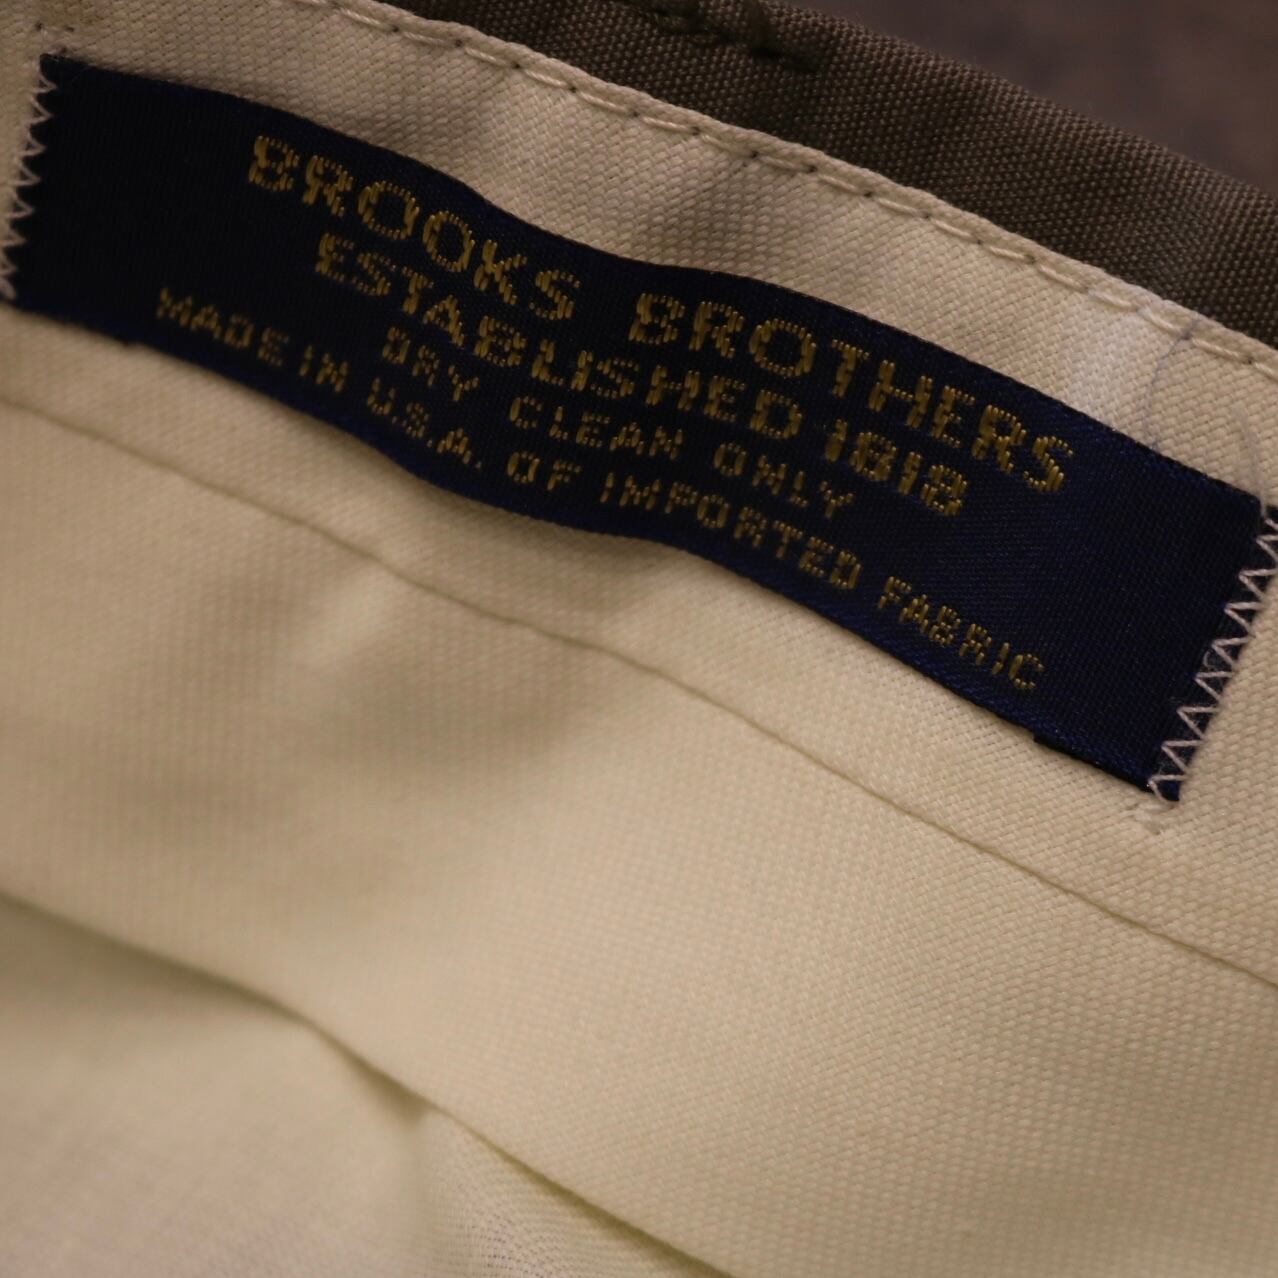 BROOKS BROTHERS
ESTABLISHED 1818
DRY CLEAN ONLY
MADE IN U.S.A. OF IMPORTED FABRIC